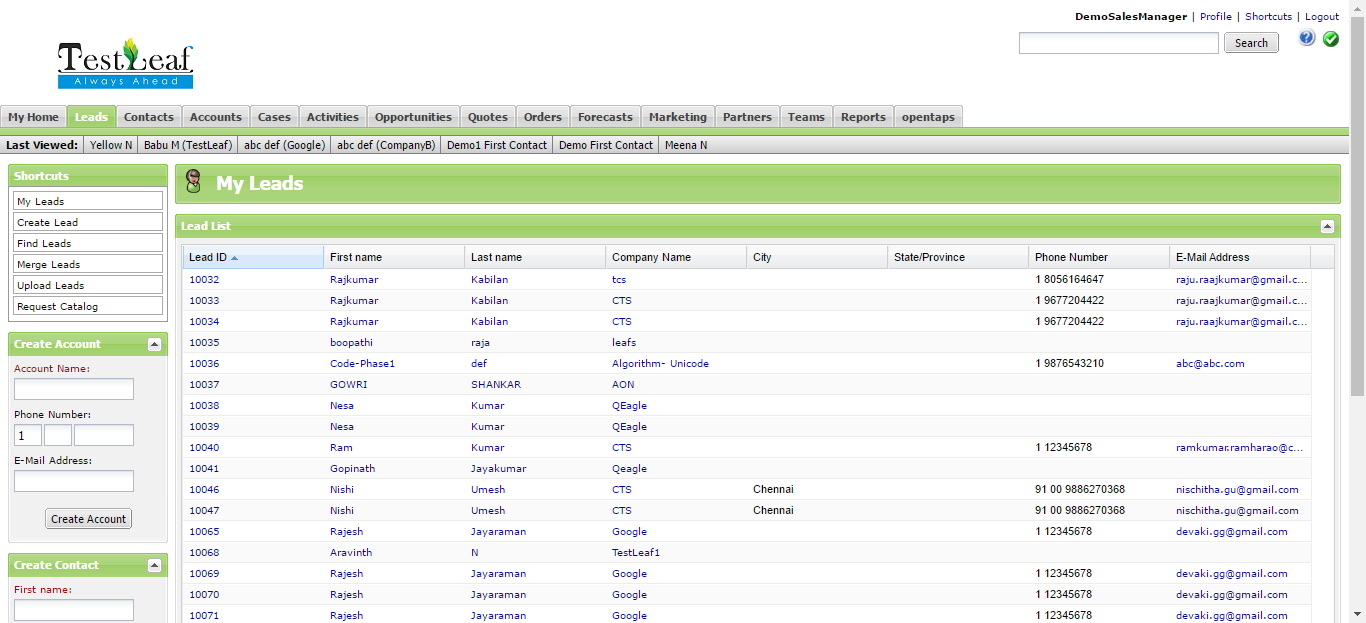 DemoSalesManager | Profile | Shortcuts | Logout
Search
TestLeaf
Always Ahead
My Home Leads Contacts Accounts Cases Activities Opportunities Quotes Orders Forecasts Marketing Partners Teams Reports opentaps
Last Viewed: Yellow N Babu M (TestLeaf) abc def (Google) abc def (CompanyB) Demo1 First Contact Demo First Contact Meena N
Shortcuts
My Leads
Create Lead
Find Leads
Merge Leads
Upload Leads
Request Catalog
Create Account
Account Name:
Phone Number:
1
E-Mail Address:
Create Account
Create Contact
First name:
My Leads
Lead List
Lead ID First name Last name Company Name City State/Province Phone Number E-Mail Address
10032 Rajkumar Kabilan tcs 1 8056164647 raju.raajkumar@gmail.c...
10033 Rajkumar Kabilan CTS 1 9677204422 raju.raajkumar@gmail.c...
10034 Rajkumar Kabilan CTS 1 9677204422 raju.raajkumar@gmail.c...
10035 boopathi raja leafs
10036 Code-Phase1 def Algorithm- Unicode 1 9876543210 abc@abc.com
10037 GOWRI SHANKAR AON
10038 Nesa Kumar QEagle
10039 Nesa Kumar QEagle
10040 Ram Kumar CTS 1 12345678 ramkumar.ramharao@c...
10041 Gopinath Jayakumar Qeagle
10046 Nishi Umesh CTS Chennai 91 00 9886270368 nischitha.gu@gmail.com
10047 Nishi Umesh CTS Chennai 91 00 9886270368 nischitha.gu@gmail.com
10065 Rajesh Jayaraman Google 1 12345678 devaki.gg@gmail.com
10068 Aravinth N TestLeaf1
10069 Rajesh Jayaraman Google 1 12345678 devaki.gg@gmail.com
10070 Rajesh Jayaraman Google 1 12345678 devaki.gg@gmail.com
10071 Rajesh Jayaraman Google 1 12345678 devaki.gg@gmail.com